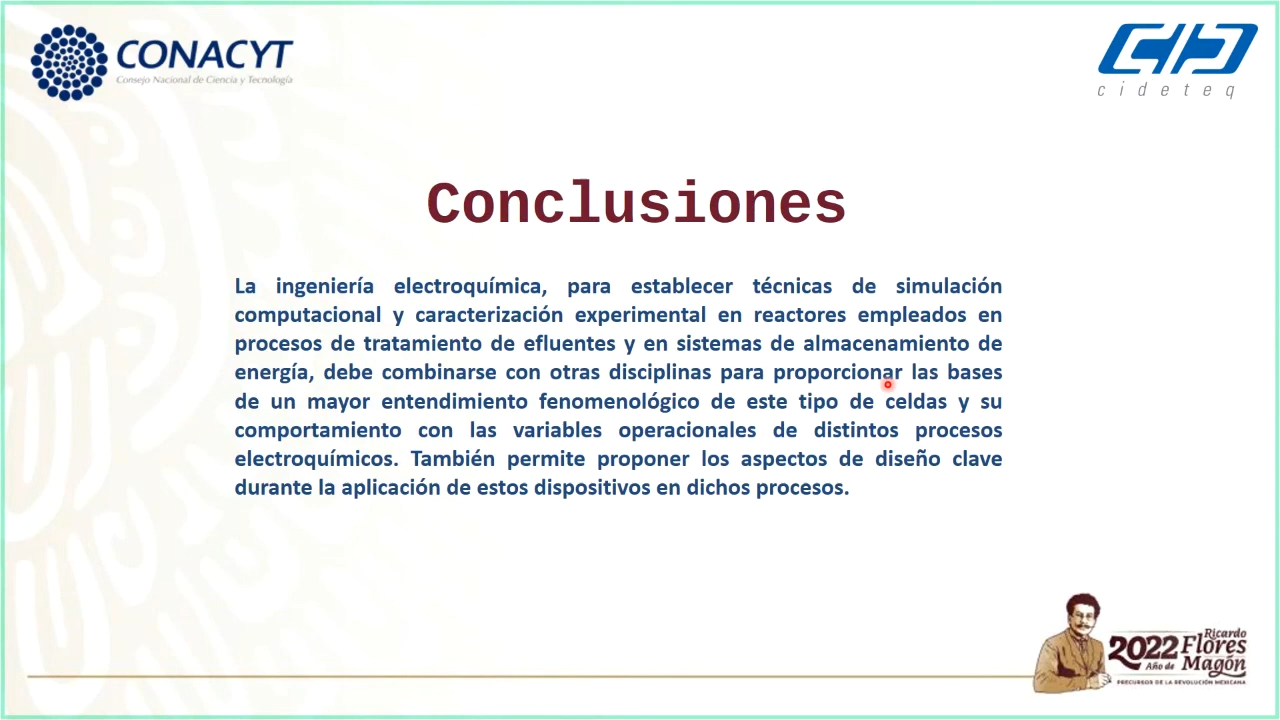 CONACYT
Consejo Nacional de Ciencia y Tecnología
cideteq
Conclusiones
La ingeniería electroquímica, para establecer técnicas de simulación
computacional y caracterización experimental en reactores empleados en
procesos de tratamiento de efluentes y en sistemas de almacenamiento de
energía, debe combinarse con otras disciplinas para proporcionar las bases
de un mayor entendimiento fenomenológico de este tipo de celdas y su
comportamiento con las variables operacionales de distintos procesos
electroquímicos. También permite proponer los aspectos de diseño clave
durante la aplicación de estos dispositivos en dichos procesos.
2022
Año de
Ricardo
Flores
Magón
PRECURSOR DE LA REVOLUCIÓN MEXICANA